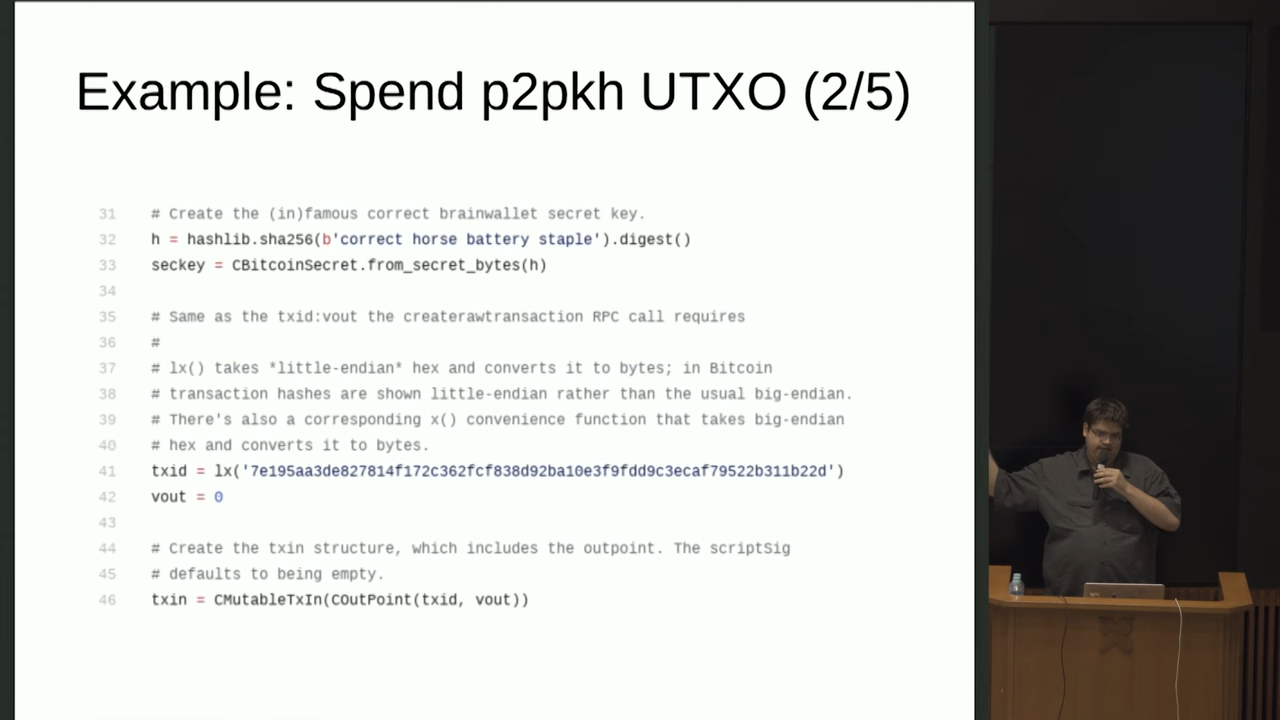 Example: Spend p2pkh UTXO (2/5)
31 # Create the (in)famous correct brainwallet secret key.
32 h = hashlib.sha256(b'correct horse battery staple').digest()
33 seckey = CBitcoinSecret.from_secret_bytes(h)
34
35 # Same as the txid:vout the createrawtransaction RPC call requires
36 #
37 # lx() takes *little-endian* hex and converts it to bytes; in Bitcoin
38 # transaction hashes are shown little-endian rather than the usual big-endian.
39 # There's also a corresponding x() convenience function that takes big-endian
40 # hex and converts it to bytes.
41 txid = lx('7e195aa3de827814f172c362fcf838d92ba10e3f9fdd9c3ecaf79522b311b22d')
42 vout = 0
43
44 # Create the txin structure, which includes the outpoint. The scriptSig
45 # defaults to being empty.
46 txin = CMutableTxIn(COutPoint(txid, vout))